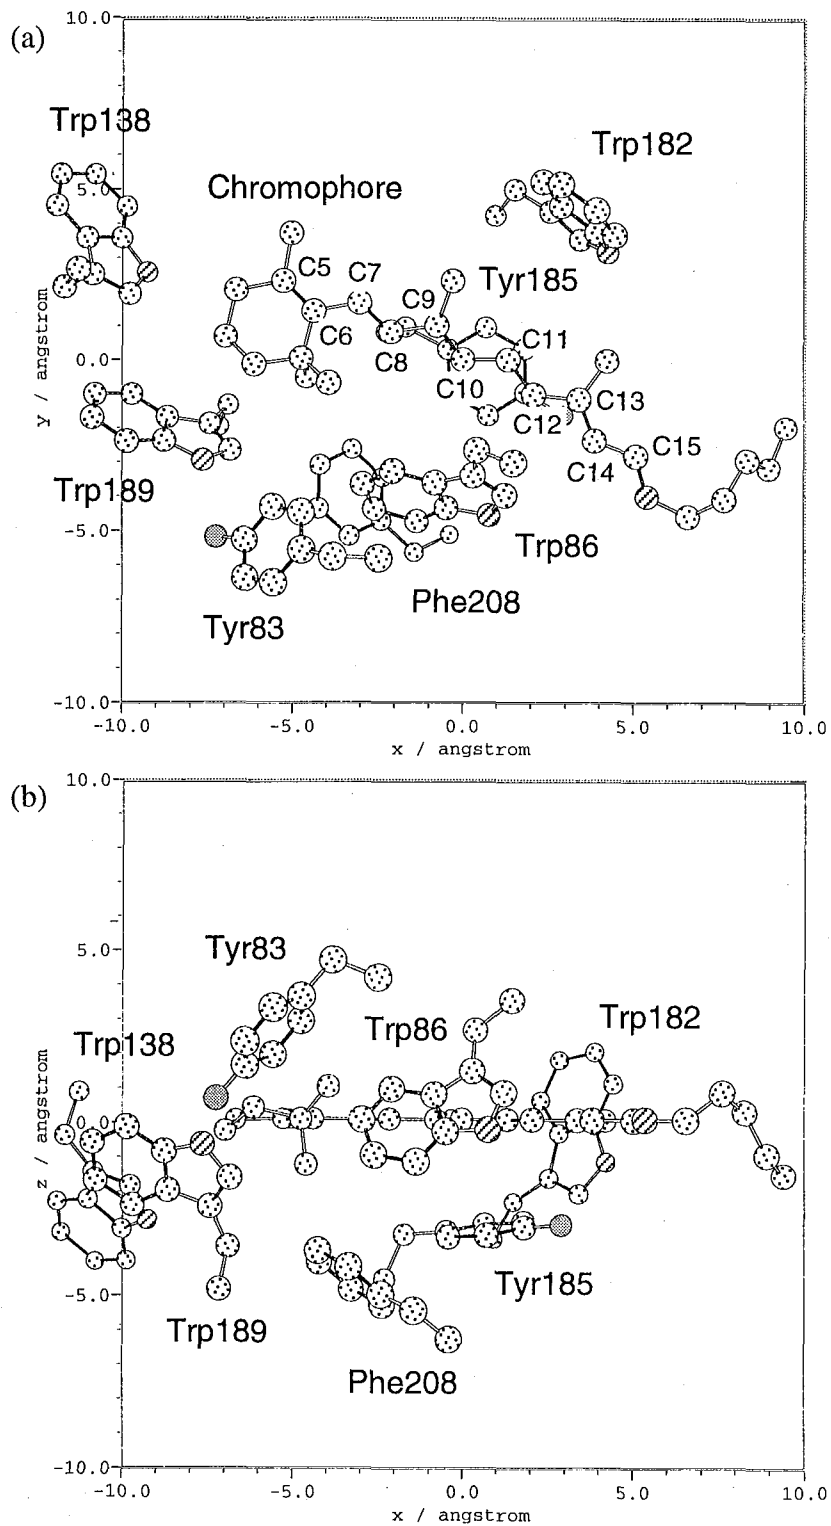 (a)
10.0
Trp138
Trp182
Chromophore
5.0
C5
C7
C9
Tyr185
C6
C8
C11
y / angstrom
0.0
C10
C12
C13
C14
C15
Trp189
-5.0
Trp86
Phe208
Tyr83
-10.0
-10.0 -5.0 0.0 5.0 10.0
x / angstrom
(b)
10.0
5.0
Tyr83
Trp138
Trp86
Trp182
z / angstrom
0.0
-5.0
Tyr185
Trp189
Phe208
-10.0
-10.0 -5.0 0.0 5.0 10.0
x / angstrom